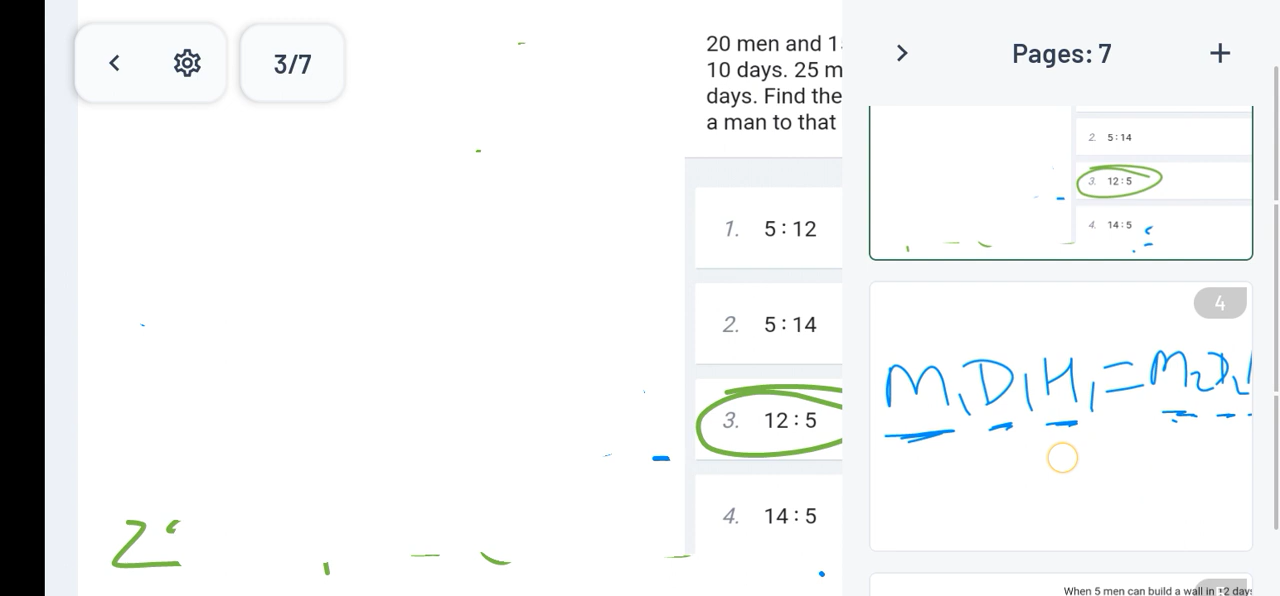 3/7
20 men and 1
10 days. 25 m
days. Find the
a man to that
1. 5 : 12
2. 5 : 14
3. 12 : 5
4. 14 : 5
Pages: 7
2. 5 : 14
3. 12 : 5
4. 14 : 5
4
M₁D₁H₁ = M₂D₂
When 5 men can build a wall in 12 days